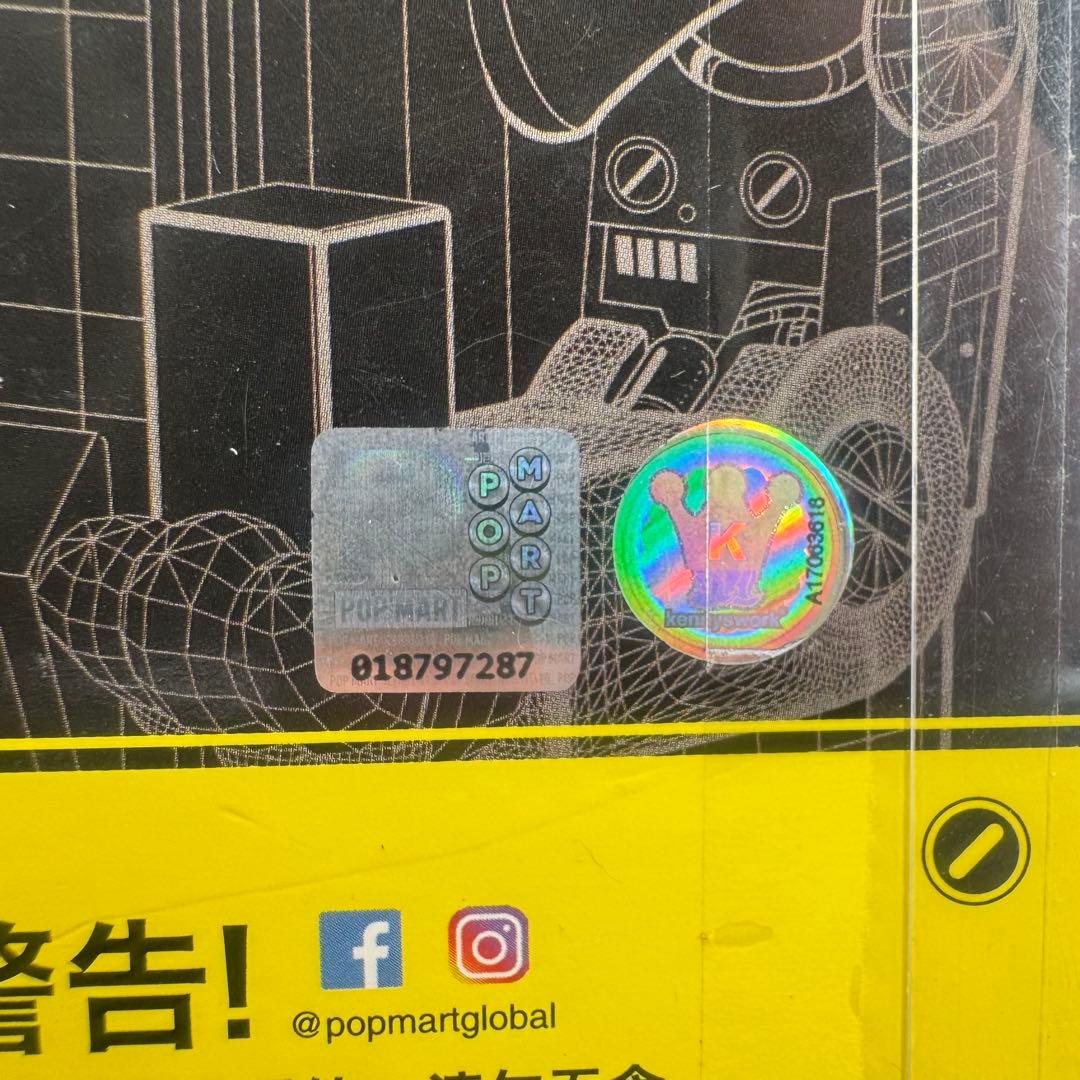 POP
MART
POP MART
018797287
K
kennyswork
A17063618
警告!
@popmartglobal